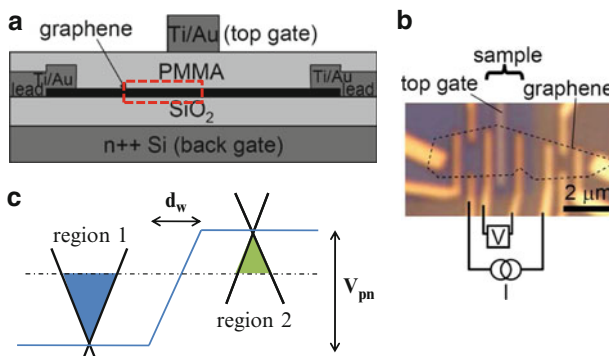 a
graphene
Ti/Au (top gate)
PMMA
Ti/Au
Ti/Au
lead
lead
SiO2
n++ Si (back gate)
b
sample
top gate
graphene
2 μm
V
I
c
dw
region 1
region 2
Vpn